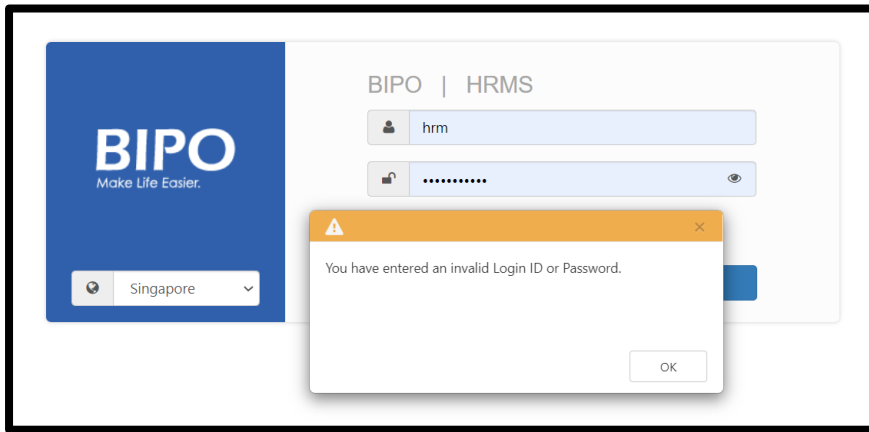 BIPO | HRMS
hrm
•••••••••••
BIPO
Make Life Easier.
You have entered an invalid Login ID or Password.
Singapore
OK